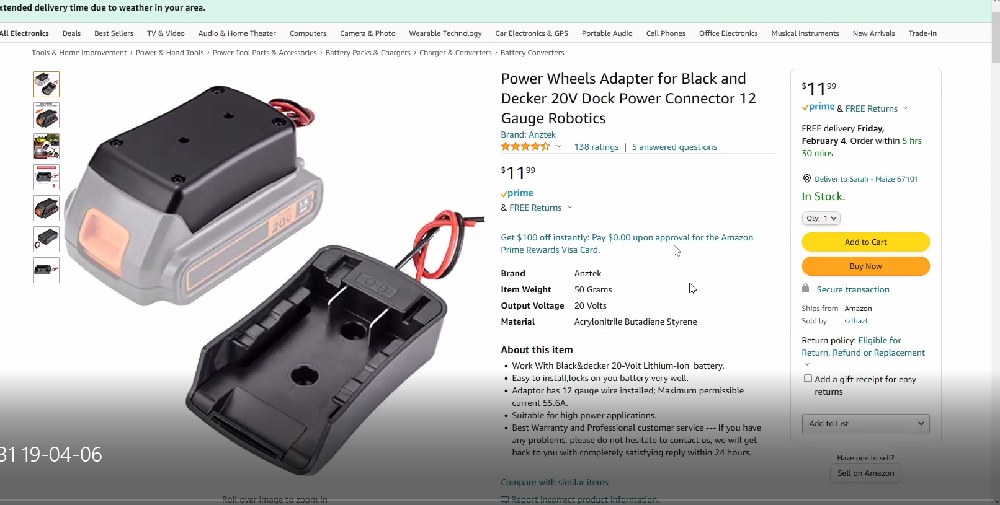 xtended delivery time due to weather in your area.
All Electronics Deals Best Sellers TV & Video Audio & Home Theater Computers Camera & Photo Wearable Technology Car Electronics & GPS Portable Audio Cell Phones Office Electronics Musical Instruments New Arrivals Trade-In
Tools & Home Improvement › Power & Hand Tools › Power Tool Parts & Accessories › Battery Packs & Chargers › Charger & Converters › Battery Converters
20V
1.5
B·D
Roll over image to zoom in
31 19-04-06
Power Wheels Adapter for Black and
Decker 20V Dock Power Connector 12
Gauge Robotics
Brand: Anztek
138 ratings | 5 answered questions
$11 99
prime
& FREE Returns
Get $100 off instantly: Pay $0.00 upon approval for the Amazon
Prime Rewards Visa Card.
Brand Anztek
Item Weight 50 Grams
Output Voltage 20 Volts
Material Acrylonitrile Butadiene Styrene
About this item
• Work With Black&decker 20-Volt Lithium-Ion battery.
• Easy to install,locks on you battery very well.
• Adaptor has 12 gauge wire installed; Maximum permissible
current 55.6A.
• Suitable for high power applications.
• Best Warranty and Professional customer service --- If you have
any problems, please do not hesitate to contact us, we will get
back to you with completely satisfying reply within 24 hours.
Compare with similar items
Report incorrect product information.
$11 99
prime & FREE Returns
FREE delivery Friday,
February 4. Order within 5 hrs
30 mins
Deliver to Sarah - Maize 67101
In Stock.
Qty: 1
Add to Cart
Buy Now
Secure transaction
Ships from Amazon
Sold by szlhazt
Return policy: Eligible for
Return, Refund or Replacement
Add a gift receipt for easy
returns
Add to List
Have one to sell?
Sell on Amazon